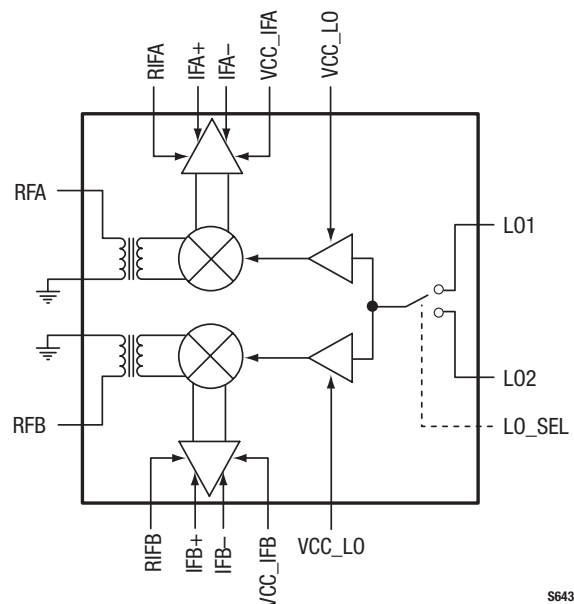 RIFA
IFA+
IFA–
VCC_IFA
VCC_LO
RFA
LO1
LO2
RFB
LO_SEL
RIFB
IFB+
IFB–
VCC_IFB
VCC_LO
S643